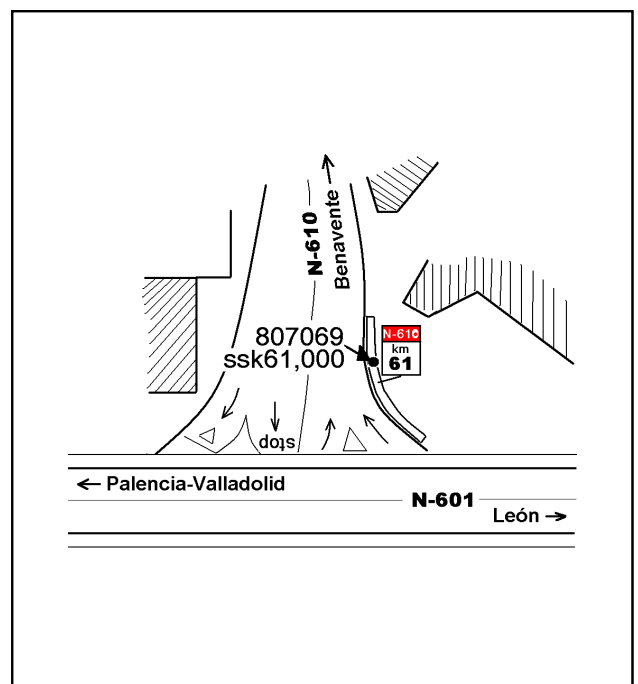 N-610
Benavente
807069
ssk61,000
N-610
km
61
stop
Palencia-Valladolid
N-601
León